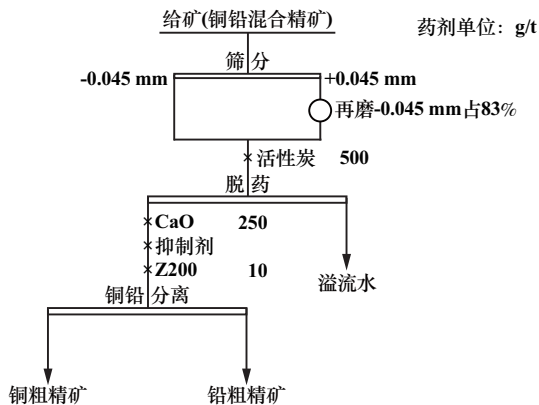 给矿(铜铅混合精矿)
药剂单位：g/t
筛分
-0.045 mm
+0.045 mm
再磨-0.045 mm占83%
活性炭 500
脱药
CaO 250
抑制剂
Z200 10
溢流水
铜铅分离
铜粗精矿
铅粗精矿